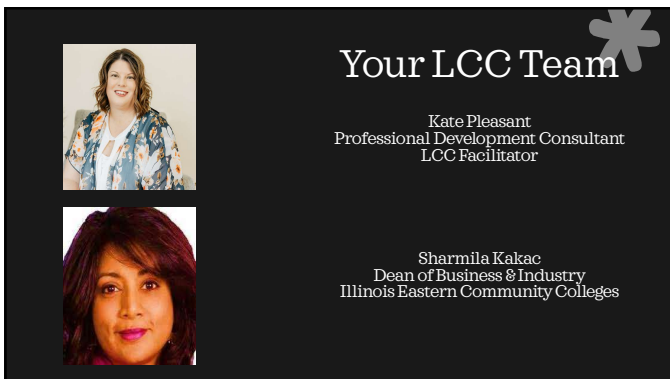 Your LCC Team
Kate Pleasant
Professional Development Consultant
LCC Facilitator
Sharmila Kakac
Dean of Business & Industry
Illinois Eastern Community Colleges